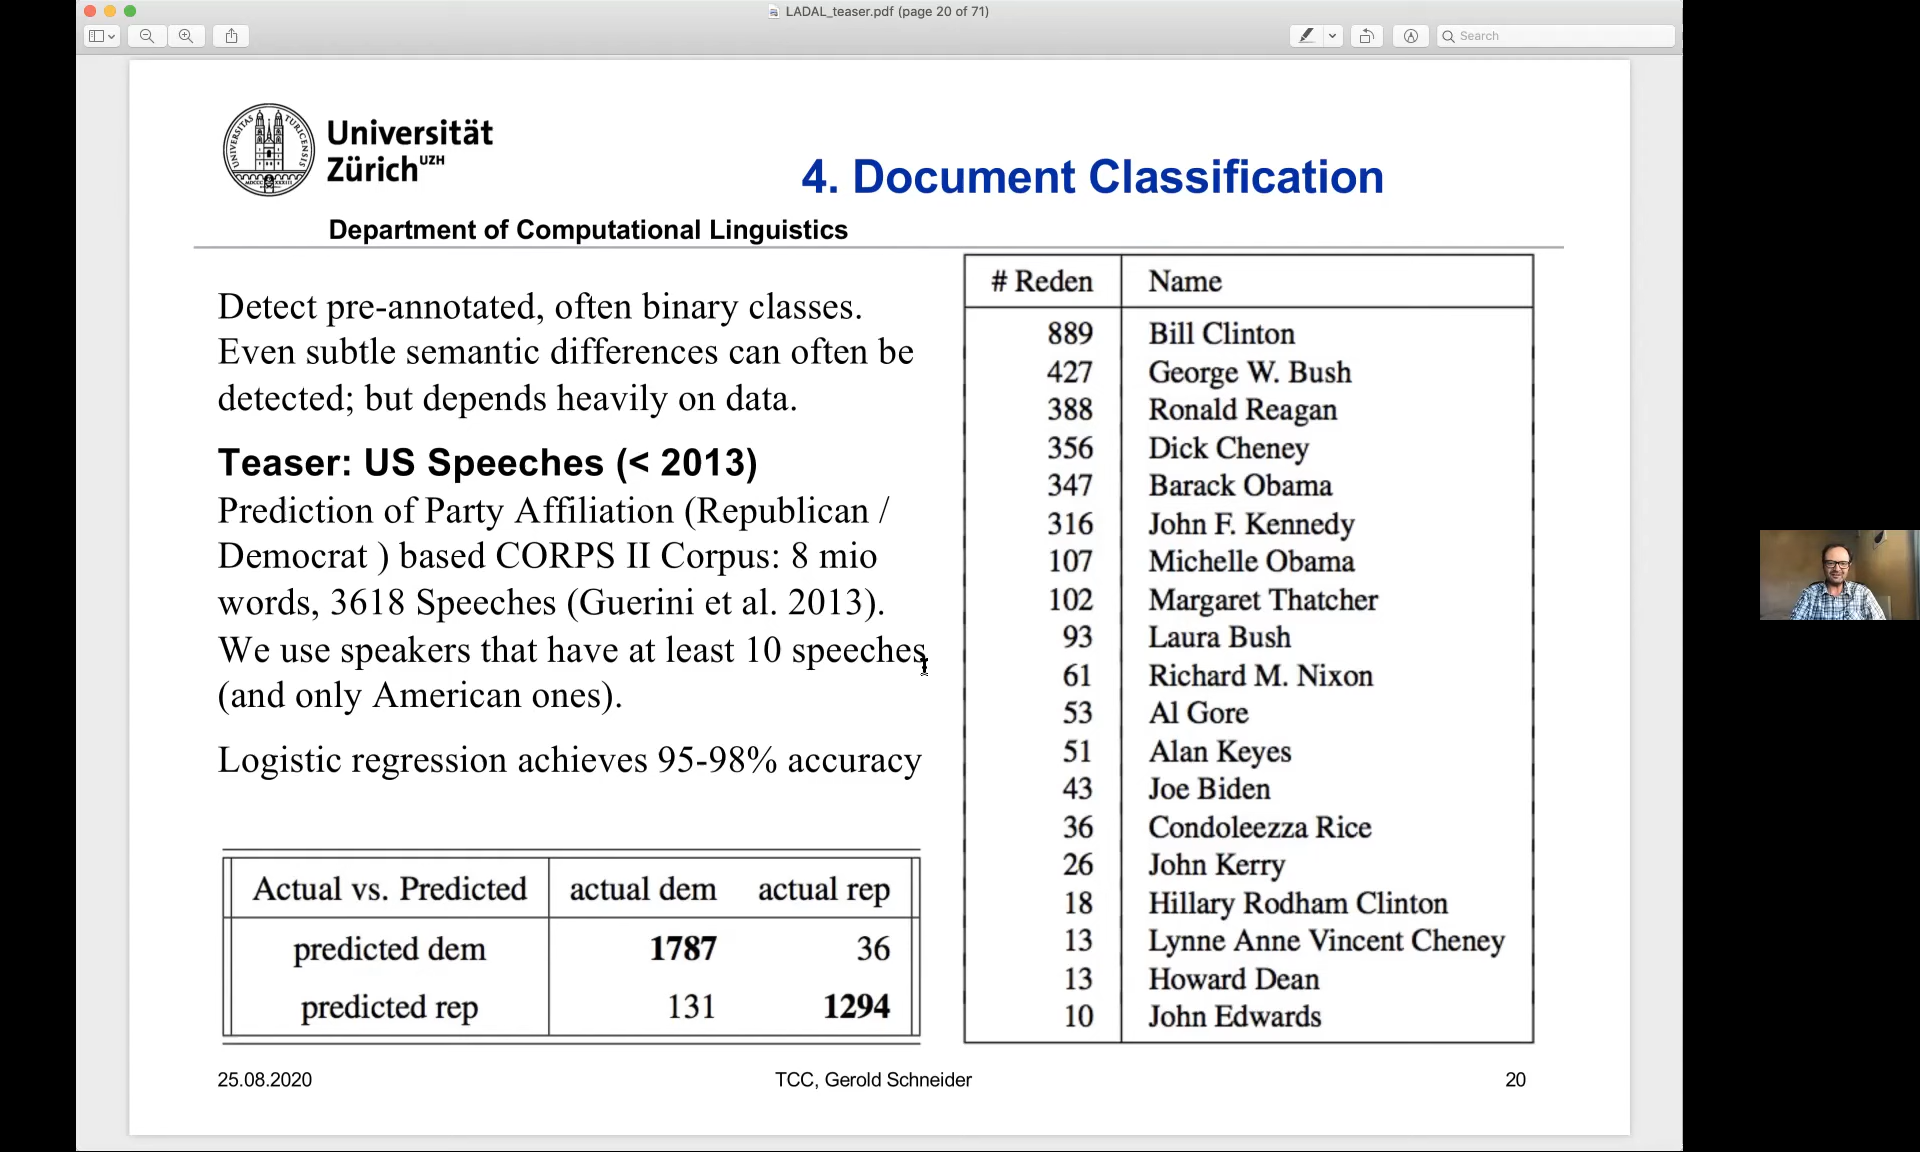 LADAL_teaser.pdf (page 20 of 71)
Search
Universität
Zürich UZH
4. Document Classification
Department of Computational Linguistics
Detect pre-annotated, often binary classes.
Even subtle semantic differences can often be
detected; but depends heavily on data.
Teaser: US Speeches (< 2013)
Prediction of Party Affiliation (Republican /
Democrat ) based CORPS II Corpus: 8 mio
words, 3618 Speeches (Guerini et al. 2013).
We use speakers that have at least 10 speeches
(and only American ones).
Logistic regression achieves 95-98% accuracy
Actual vs. Predicted actual dem actual rep
predicted dem 1787 36
predicted rep 131 1294
# Reden Name
889 Bill Clinton
427 George W. Bush
388 Ronald Reagan
356 Dick Cheney
347 Barack Obama
316 John F. Kennedy
107 Michelle Obama
102 Margaret Thatcher
93 Laura Bush
61 Richard M. Nixon
53 Al Gore
51 Alan Keyes
43 Joe Biden
36 Condoleezza Rice
26 John Kerry
18 Hillary Rodham Clinton
13 Lynne Anne Vincent Cheney
13 Howard Dean
10 John Edwards
25.08.2020
TCC, Gerold Schneider
20